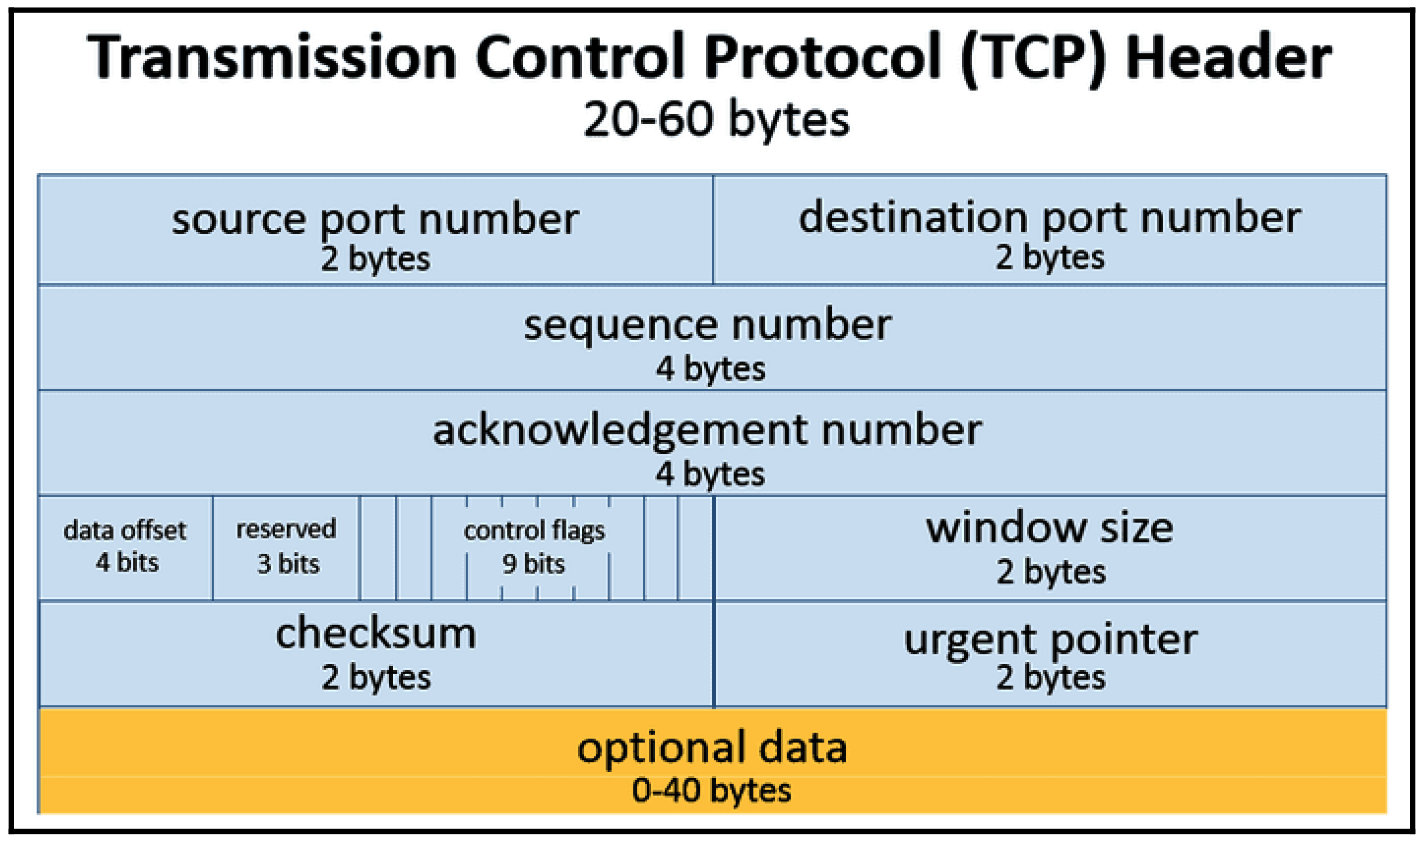 Transmission Control Protocol (TCP) Header
20-60 bytes
source port number
2 bytes
destination port number
2 bytes
sequence number
4 bytes
acknowledgement number
4 bytes
data offset
4 bits
reserved
3 bits
control flags
9 bits
window size
2 bytes
checksum
2 bytes
urgent pointer
2 bytes
optional data
0-40 bytes